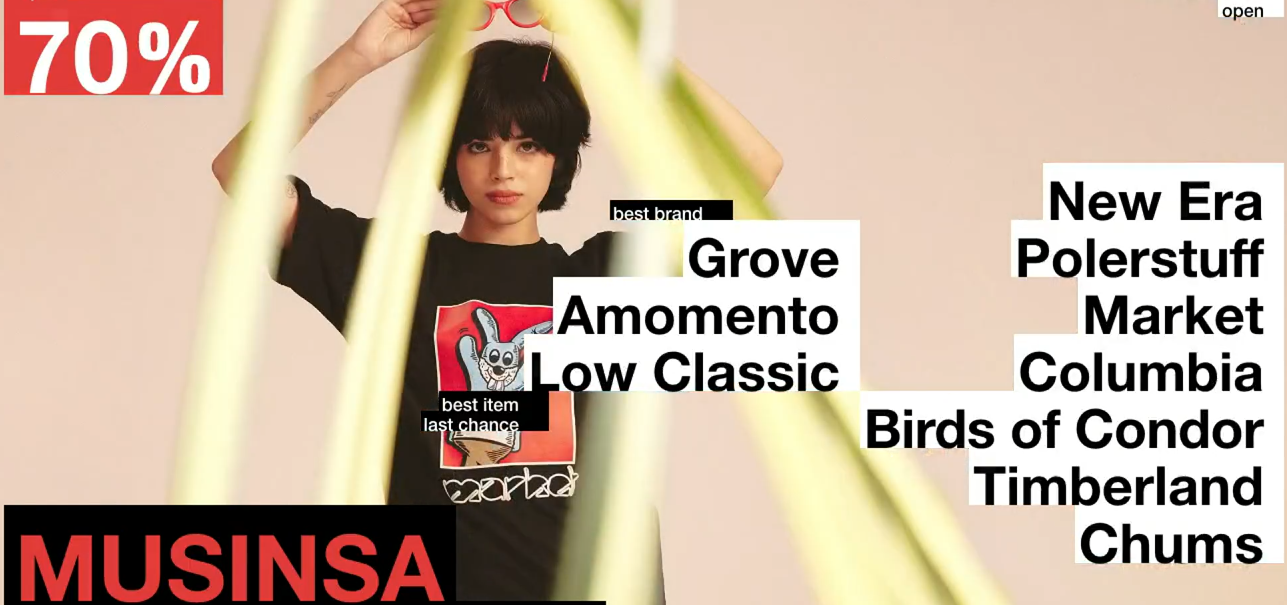 70%
open
best brand
Grove
Amomento
Low Classic
best item
last chance
market
New Era
Polerstuff
Market
Columbia
Birds of Condor
Timberland
Chums
MUSINSA